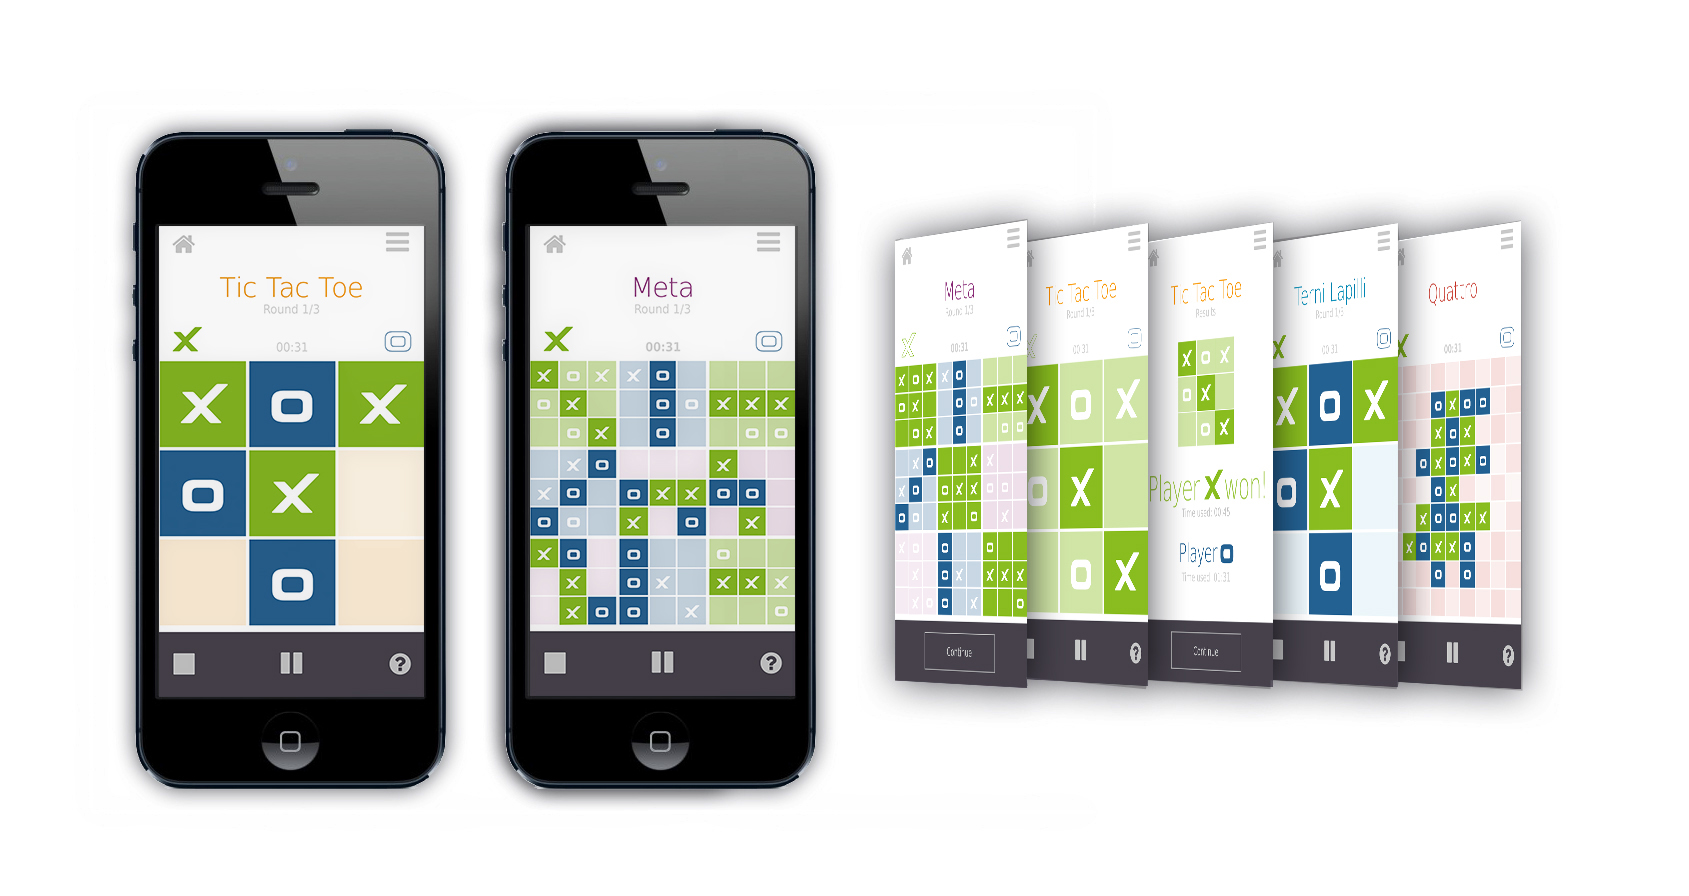 Tic Tac Toe
Round 1/3
X
00:31
O
X O X
O X
O
?
Meta
Round 1/3
X
00:31
O
X O X X O
O X O O X X X
O X O O O
X O X
X O O X X O O
O O X O X
X O O O
X O X X X X
X O O X O
?
Meta
Round 1/3
X
00:31
O
X O X X O
O X O O X X X
O X O O O
X O O X X
X O O X X O O
O O X O X
X O O O
X O X X X X
X O O X O
Continue
Tic Tac Toe
Round 1/3
X
00:31
O
X O X
O X
O X
?
Tic Tac Toe
Results
X O X
O X
O X
Player X won!
Time used: 00:45
Player O
Time used: 01:31
Continue
Terni Lapilli
Round 1/3
X
00:31
O
X O X
O X
O
?
Quattro
X
00:31
O
O X O O
X O X
O X O X O
O X
X O O X X
X O X X O
O O
?